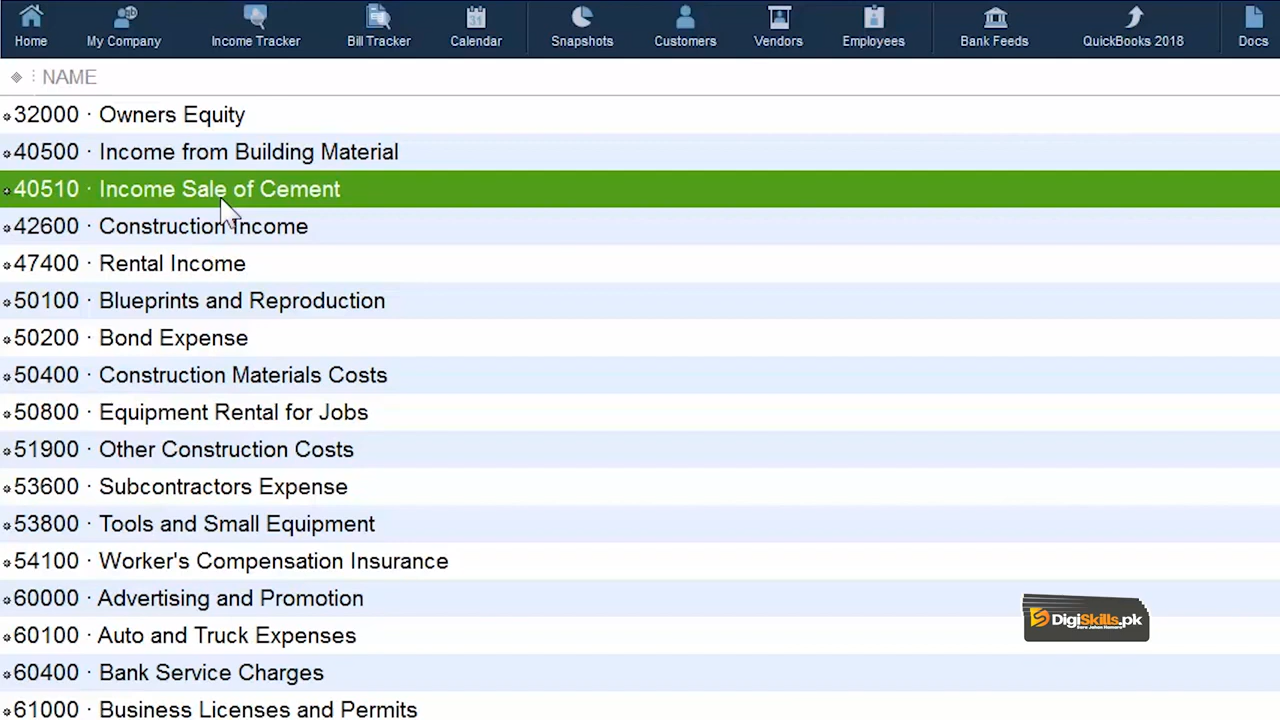 Home My Company Income Tracker Bill Tracker Calendar Snapshots Customers Vendors Employees Bank Feeds QuickBooks 2018 Docs
NAME
32000 · Owners Equity
40500 · Income from Building Material
40510 · Income Sale of Cement
42600 · Construction Income
47400 · Rental Income
50100 · Blueprints and Reproduction
50200 · Bond Expense
50400 · Construction Materials Costs
50800 · Equipment Rental for Jobs
51900 · Other Construction Costs
53600 · Subcontractors Expense
53800 · Tools and Small Equipment
54100 · Worker's Compensation Insurance
60000 · Advertising and Promotion
60100 · Auto and Truck Expenses
60400 · Bank Service Charges
61000 · Business Licenses and Permits
DigiSkills.pk